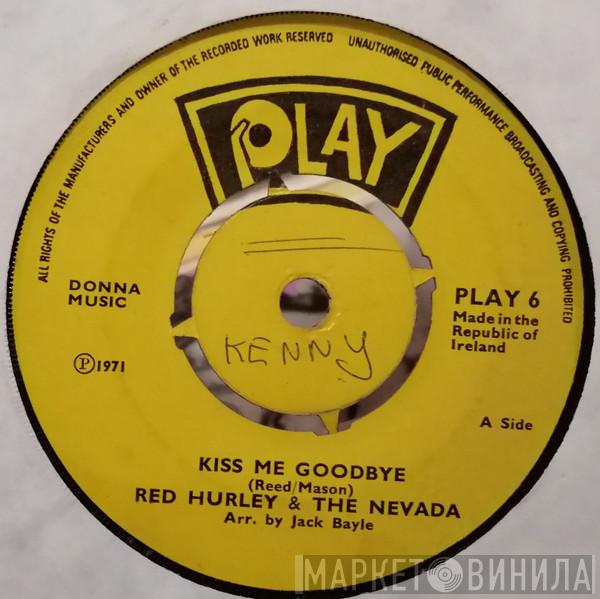 ALL RIGHTS OF THE MANUFACTURERS AND OWNER OF THE RECORDED WORK RESERVED
UNAUTHORISED PUBLIC PERFORMANCE BROADCASTING AND COPYING PROHIBITED
PLAY
DONNA
MUSIC
℗1971
PLAY 6
Made in the
Republic of
Ireland
KENNY
A Side
KISS ME GOODBYE
(Reed/Mason)
RED HURLEY & THE NEVADA
Arr. by Jack Bayle
МАРКЕТ ВИНИЛА